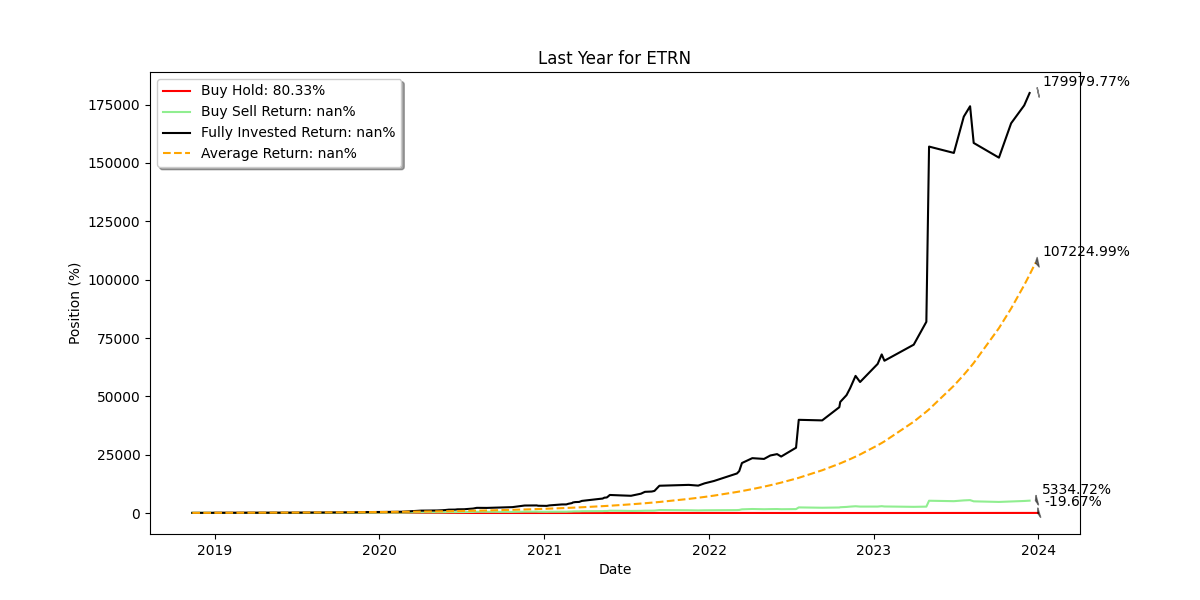 Last Year for ETRN
Buy Hold: 80.33%
Buy Sell Return: nan%
Fully Invested Return: nan%
Average Return: nan%
179979.77%
107224.99%
5334.72%
-19.67%
Position (%)
175000
150000
125000
100000
75000
50000
25000
0
2019 2020 2021 2022 2023 2024
Date